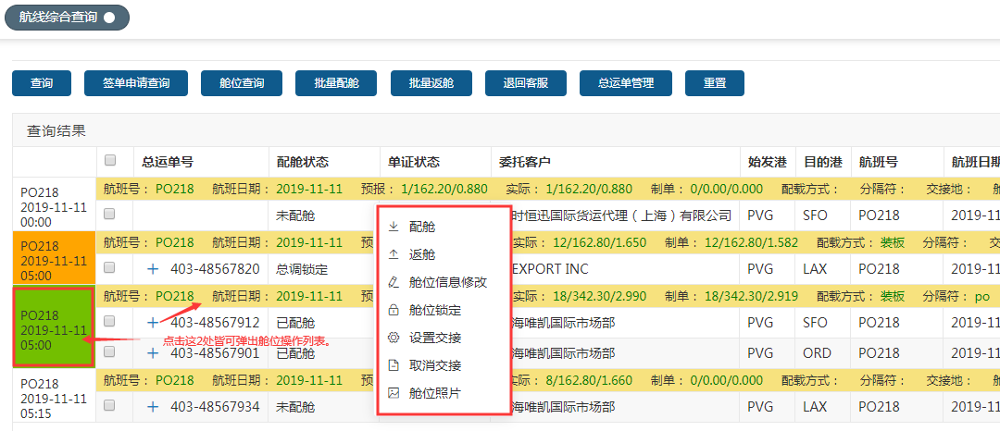 航线综合查询
查询 签单申请查询 舱位查询 批量配舱 批量返舱 退回客服 总运单管理 重置
查询结果
总运单号 配舱状态 单证状态 委托客户 始发港 目的港 航班号 航班日期
PO218
2019-11-11
00:00
航班号： PO218 航班日期： 2019-11-11 预报： 1/162.20/0.880 实际： 1/162.20/0.880 制单： 0/0.00/0.000 配载方式： 分隔符： 交接地：
未配舱 时恒迅国际货运代理（上海）有限公司 PVG SFO PO218 2019-11-
PO218
2019-11-11
05:00
航班号： PO218 航班日期： 2019-11-11 预 实际： 12/162.80/1.650 制单： 12/162.80/1.582 配载方式： 装板 分隔符： 交
+ 403-48567820 总调锁定 EXPORT INC PVG LAX PO218 2019-11-
PO218
2019-11-11
05:00
航班号： PO218 航班日期： 2019-11-11 预 实际： 18/342.30/2.990 制单： 18/342.30/2.919 配载方式： 装板 分隔符： po
+ 403-48567912 已配舱 海唯凯国际市场部 PVG SFO PO218 2019-11-
点击这2处皆可弹出舱位操作列表。
+ 403-48567901 已配舱 海唯凯国际市场部 PVG ORD PO218 2019-11-
PO218
2019-11-11
05:15
航班号： PO218 航班日期： 2019-11-11 预 实际： 8/162.80/1.660 制单： 0/0.00/0.000 配载方式： 分隔符： 交接地：
+ 403-48567934 未配舱 海唯凯国际市场部 PVG LAX PO218 2019-11-
配舱
返舱
舱位信息修改
舱位锁定
设置交接
取消交接
舱位照片